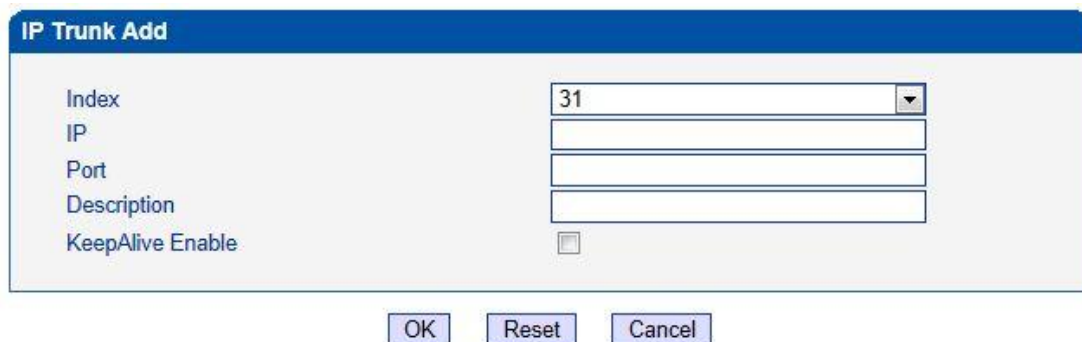 IP Trunk Add
Index 31
IP
Port
Description
KeepAlive Enable
OK Reset Cancel